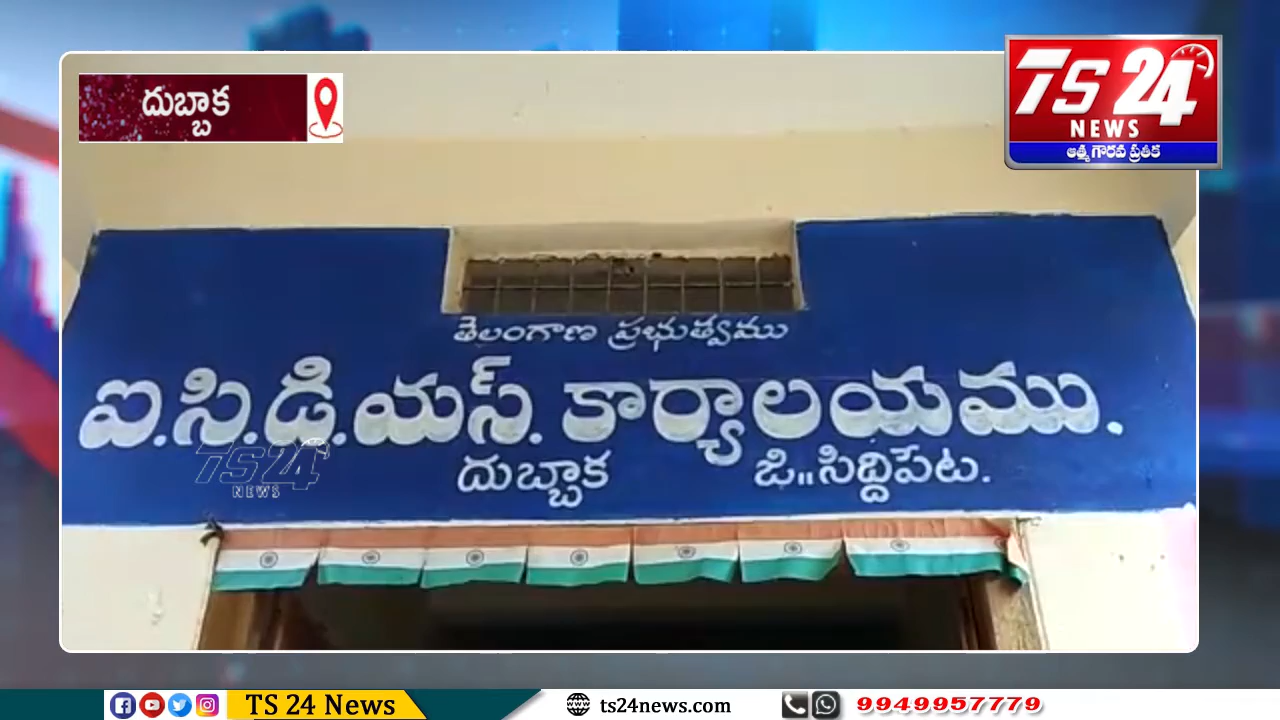 దుబ్బాక
TS 24
NEWS
ఆత్మగౌరవ ప్రతీక
తెలంగాణ ప్రభుత్వము
ఐ.సి.డి.యస్. కార్యాలయము.
దుబ్బాక జి॥సిద్దిపేట.
TS 24
NEWS
TS 24 News
ts24news.com
9949957779